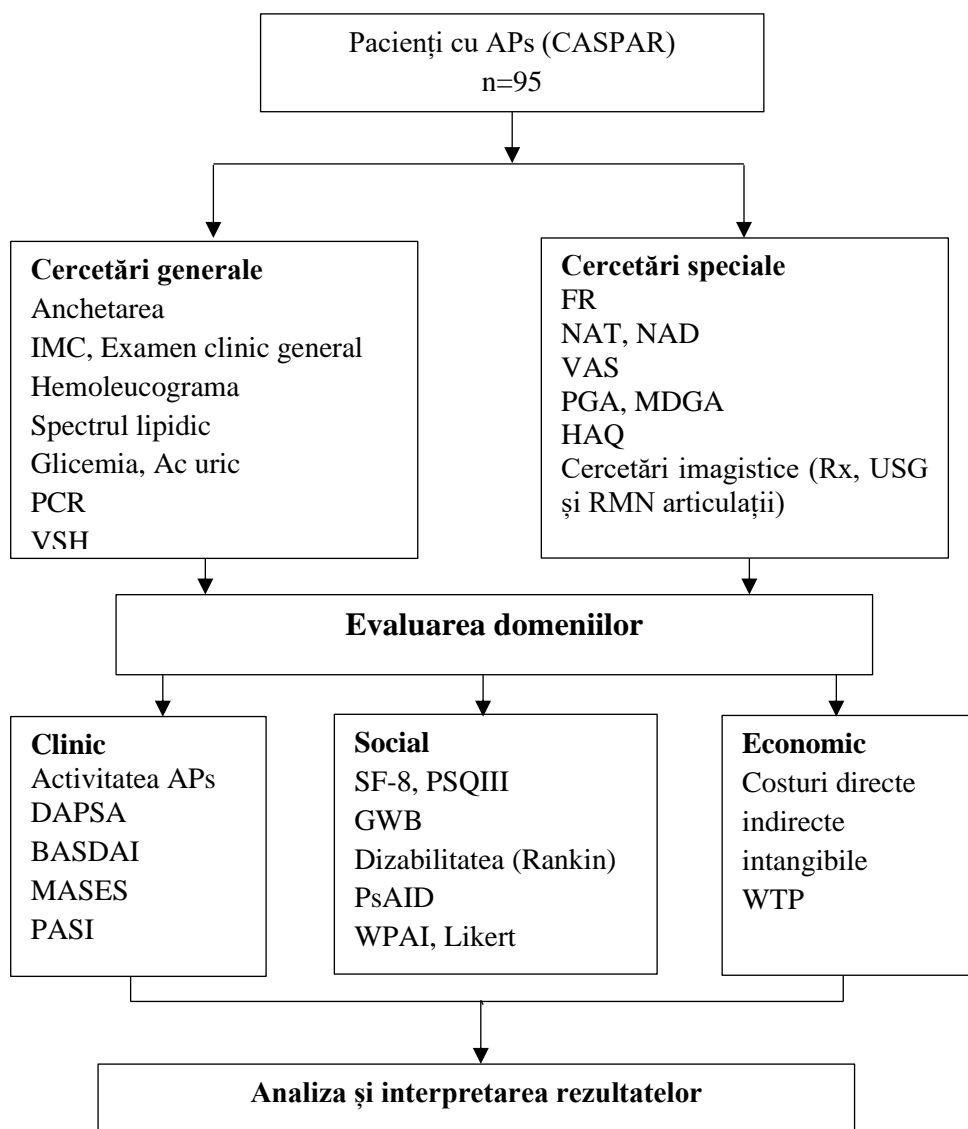 Pacienți cu APs (CASPAR)
n=95
Cercetări generale
Anchetarea
IMC, Examen clinic general
Hemoleucograma
Spectrul lipidic
Glicemia, Ac uric
PCR
VSH
Cercetări speciale
FR
NAT, NAD
VAS
PGA, MDGA
HAQ
Cercetări imagistice (Rx, USG
și RMN articulații)
Evaluarea domeniilor
Clinic
Activitatea APs
DAPSA
BASDAI
MASES
PASI
Social
SF-8, PSQIII
GWB
Dizabilitatea (Rankin)
PsAID
WPAI, Likert
Economic
Costuri directe
indirecte
intangibile
WTP
Analiza și interpretarea rezultatelor